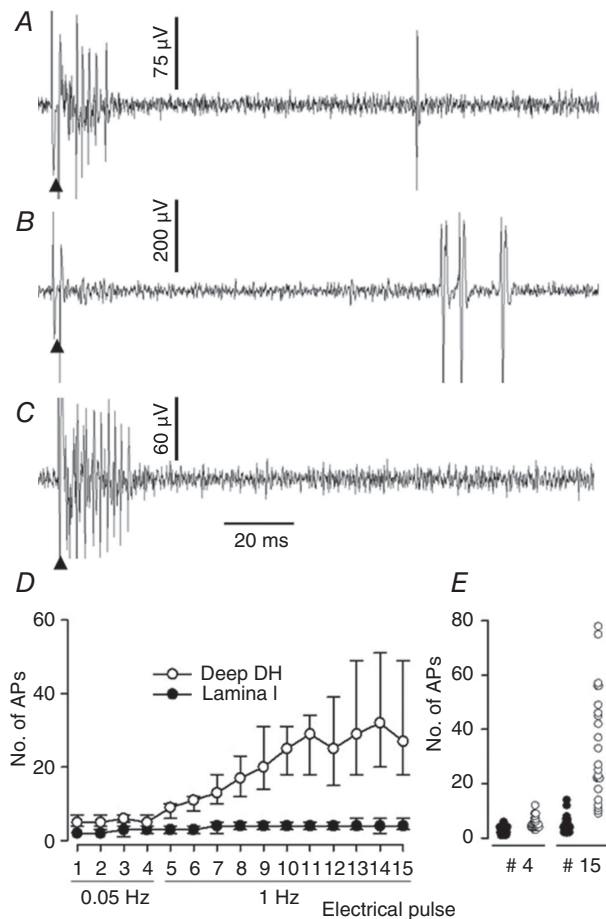 A
75 µV
B
200 µV
C
60 µV
20 ms
D
E
60
40
20
0
No. of APs
Deep DH
Lamina I
1 2 3 4 5 6 7 8 9 10 11 12 13 14 15
0.05 Hz
1 Hz
Electrical pulse
80
60
40
20
0
No. of APs
# 4
# 15